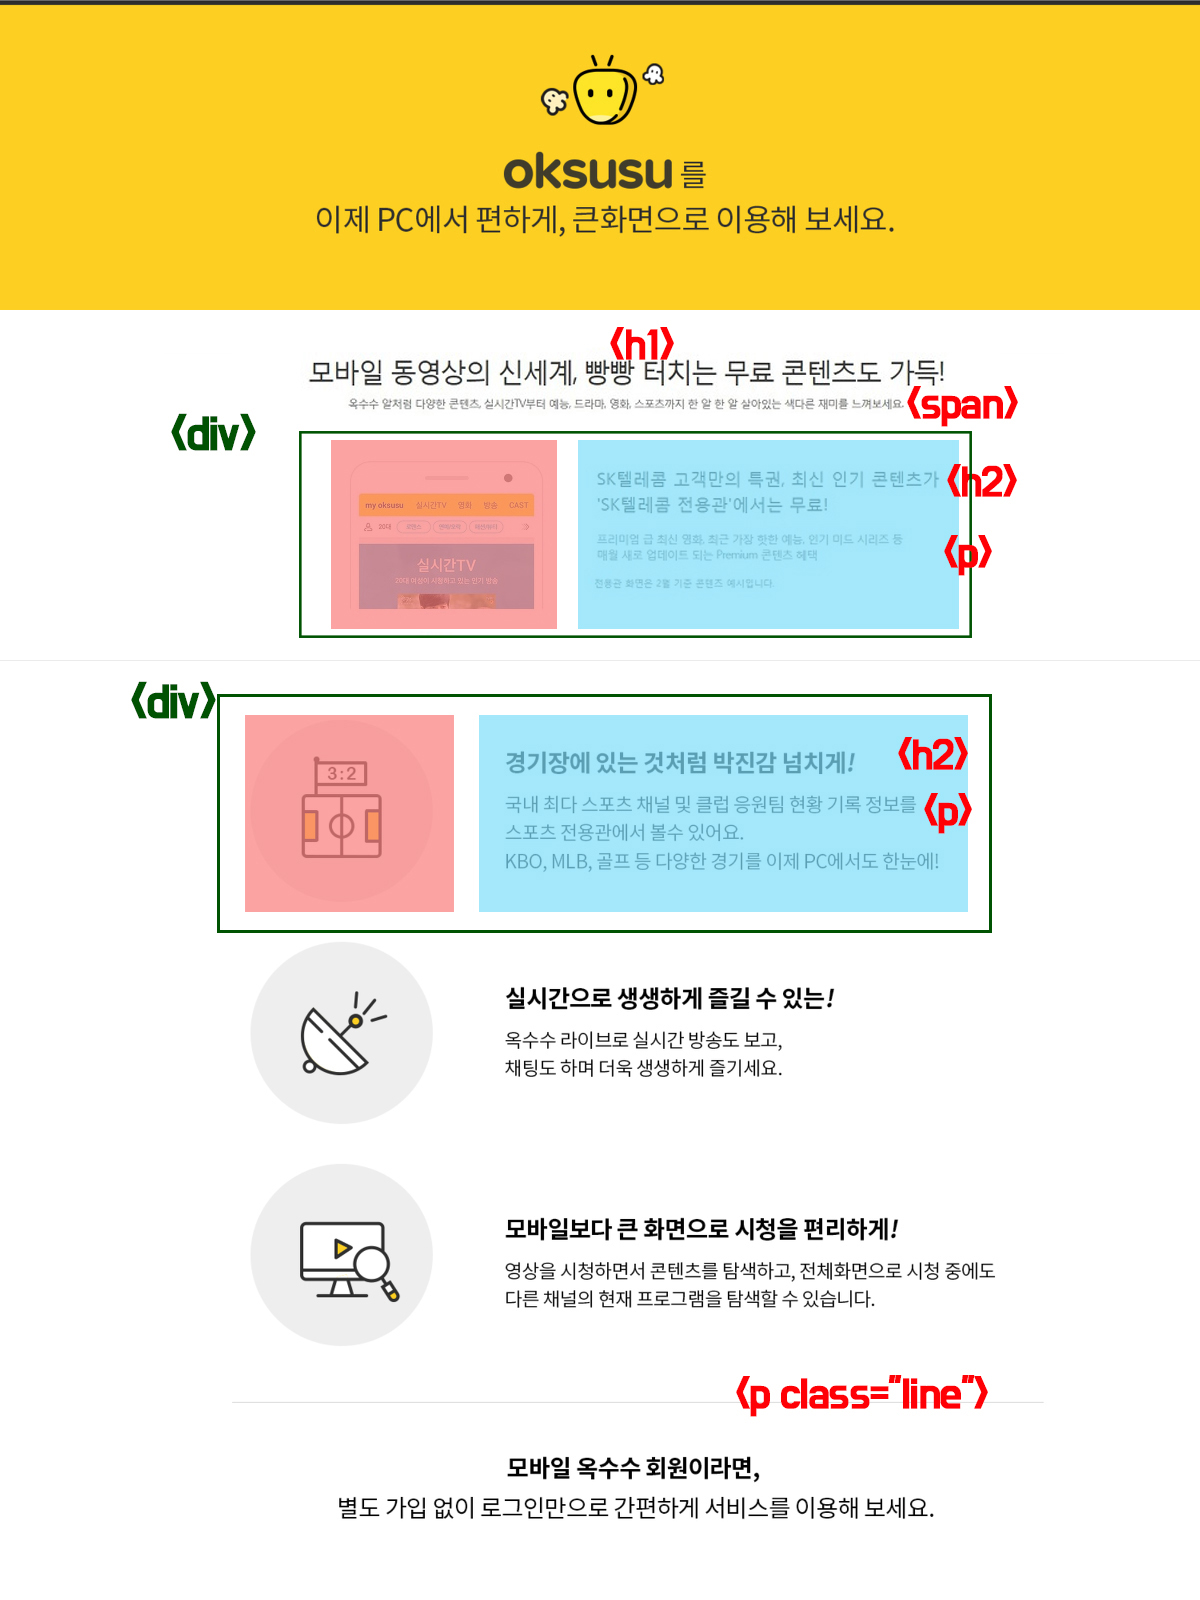 oksusu 를
이제 PC에서 편하게, 큰화면으로 이용해 보세요.
<h1>
모바일 동영상의 신세계, 빵빵 터치는 무료 콘텐츠도 가득!
옥수수 알처럼 다양한 콘텐츠, 실시간TV부터 예능, 드라마, 영화, 스포츠까지 한 알 한 알 살아있는 색다른 재미를 느껴보세요.
<span>
<div>
my oksusu 실시간TV 영화 방송 CAST
20대
실시간TV
20대 여성이 시청하고 있는 인기 방송
SK텔레콤 고객만의 특권, 최신 인기 콘텐츠가
<h2>
'SK텔레콤 전용관'에서는 무료!
프리미엄 급 최신 영화, 최근 가장 핫한 예능, 인기 미드 시리즈 등
<p>
매월 새로 업데이트 되는 Premium 콘텐츠 혜택
전용관 화면은 2월 기준 콘텐츠 예시입니다.
<div>
3:2
경기장에 있는 것처럼 박진감 넘치게!
<h2>
국내 최다 스포츠 채널 및 클럽 응원팀 현황 기록 정보를
<p>
스포츠 전용관에서 볼수 있어요.
KBO, MLB, 골프 등 다양한 경기를 이제 PC에서도 한눈에!
실시간으로 생생하게 즐길 수 있는!
옥수수 라이브로 실시간 방송도 보고,
채팅도 하며 더욱 생생하게 즐기세요.
모바일보다 큰 화면으로 시청을 편리하게!
영상을 시청하면서 콘텐츠를 탐색하고, 전체화면으로 시청 중에도
다른 채널의 현재 프로그램을 탐색할 수 있습니다.
<p class="line">
모바일 옥수수 회원이라면,
별도 가입 없이 로그인만으로 간편하게 서비스를 이용해 보세요.